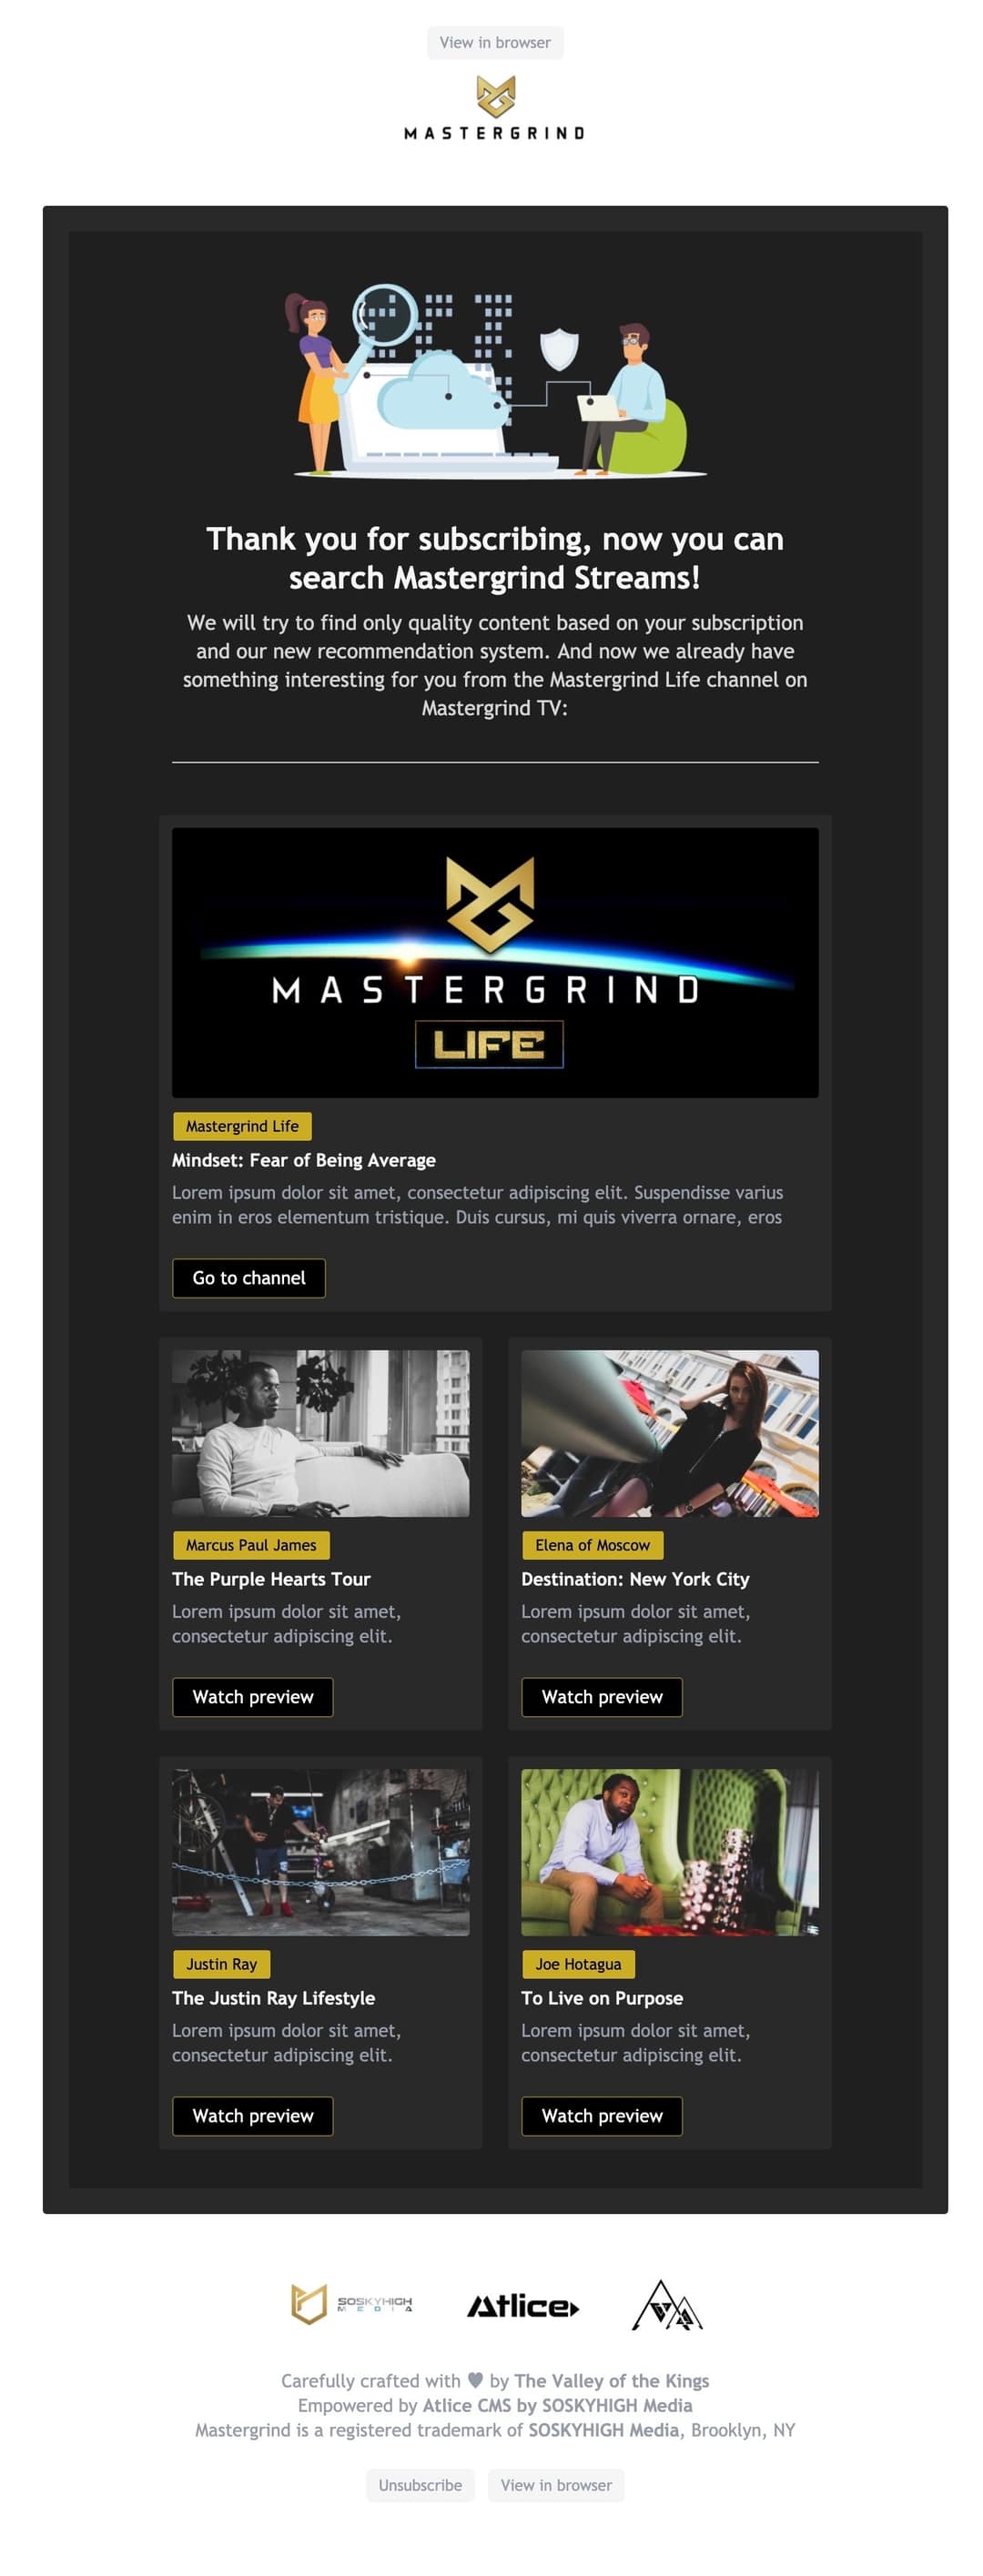 View in browser
MASTERGRIND
Thank you for subscribing, now you can
search Mastergrind Streams!
We will try to find only quality content based on your subscription
and our new recommendation system. And now we already have
something interesting for you from the Mastergrind Life channel on
Mastergrind TV:
MASTERGRIND
LIFE
Mastergrind Life
Mindset: Fear of Being Average
Lorem ipsum dolor sit amet, consectetur adipiscing elit. Suspendisse varius
enim in eros elementum tristique. Duis cursus, mi quis viverra ornare, eros
Go to channel
Marcus Paul James
The Purple Hearts Tour
Lorem ipsum dolor sit amet,
consectetur adipiscing elit.
Watch preview
Elena of Moscow
Destination: New York City
Lorem ipsum dolor sit amet,
consectetur adipiscing elit.
Watch preview
Justin Ray
The Justin Ray Lifestyle
Lorem ipsum dolor sit amet,
consectetur adipiscing elit.
Watch preview
Joe Hotagua
To Live on Purpose
Lorem ipsum dolor sit amet,
consectetur adipiscing elit.
Watch preview
SOSKYHIGH
MEDIA
Atlice
Carefully crafted with ♥ by The Valley of the Kings
Empowered by Atlice CMS by SOSKYHIGH Media
Mastergrind is a registered trademark of SOSKYHIGH Media, Brooklyn, NY
Unsubscribe
View in browser